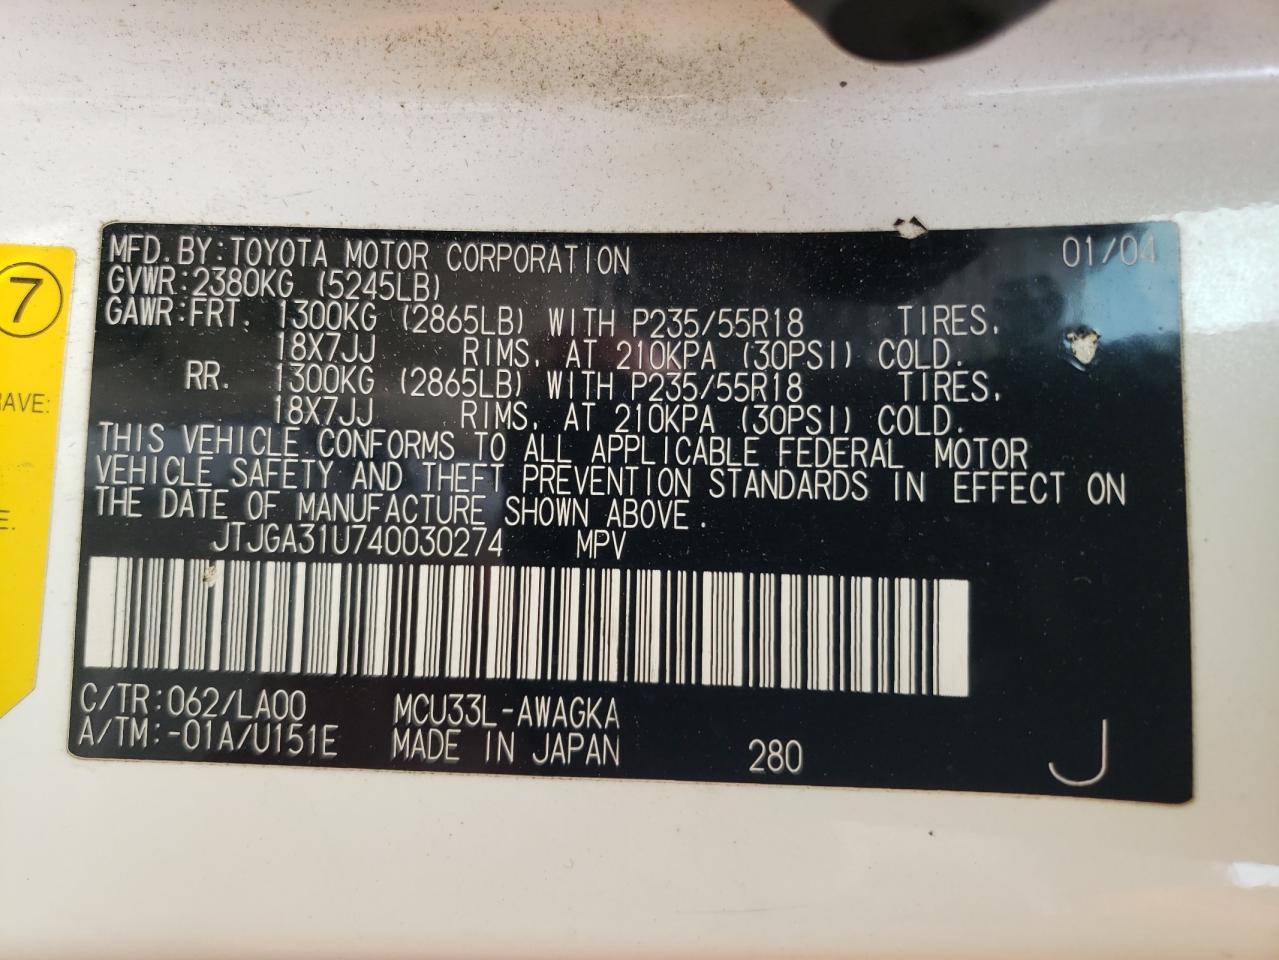 MFD. BY: TOYOTA MOTOR CORPORATION 01/04
GVWR: 2380KG (5245LB)
GAWR: FRT. 1300KG (2865LB) WITH P235/55R18 TIRES,
18X7JJ RIMS, AT 210KPA (30PSI) COLD.
RR. 1300KG (2865LB) WITH P235/55R18 TIRES,
18X7JJ RIMS, AT 210KPA (30PSI) COLD.
THIS VEHICLE CONFORMS TO ALL APPLICABLE FEDERAL MOTOR
VEHICLE SAFETY AND THEFT PREVENTION STANDARDS IN EFFECT ON
THE DATE OF MANUFACTURE SHOWN ABOVE.
JTJGA31U740030274 MPV
C/TR: 062/LA00 MCU33L-AWAGKA
A/TM: -01A/U151E MADE IN JAPAN 280 J
7
RAVE:
E.